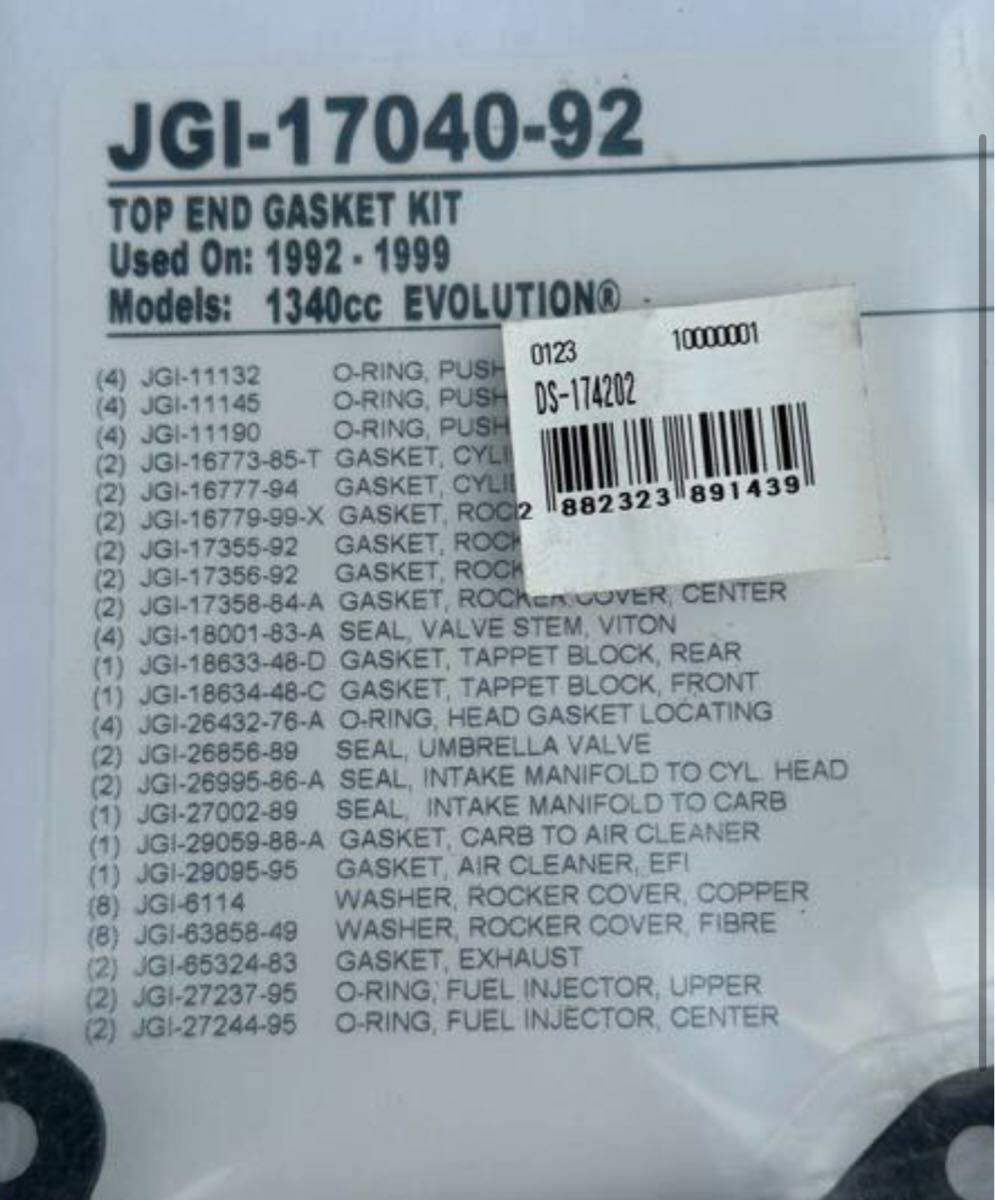 JGI-17040-92
TOP END GASKET KIT
Used On: 1992 - 1999
Models: 1340cc EVOLUTION®
0123 10000001
DS-174202
2 882323 891439
(4) JGI-11132 O-RING, PUSH
(4) JGI-11145 O-RING, PUSH
(4) JGI-11190 O-RING, PUSH
(2) JGI-16773-85-T GASKET, CYLI
(2) JGI-16777-94 GASKET, CYLI
(2) JGI-16779-99-X GASKET, ROC
(2) JGI-17355-92 GASKET, ROCK
(2) JGI-17356-92 GASKET, ROCK
(2) JGI-17358-84-A GASKET, ROCKER COVER, CENTER
(4) JGI-18001-83-A SEAL, VALVE STEM, VITON
(1) JGI-18633-48-D GASKET, TAPPET BLOCK, REAR
(1) JGI-18634-48-C GASKET, TAPPET BLOCK, FRONT
(4) JGI-26432-76-A O-RING, HEAD GASKET LOCATING
(2) JGI-26856-89 SEAL, UMBRELLA VALVE
(2) JGI-26995-86-A SEAL, INTAKE MANIFOLD TO CYL. HEAD
(1) JGI-27002-89 SEAL, INTAKE MANIFOLD TO CARB
(1) JGI-29059-88-A GASKET, CARB TO AIR CLEANER
(1) JGI-29095-95 GASKET, AIR CLEANER, EFI
(8) JGI-6114 WASHER, ROCKER COVER, COPPER
(8) JGI-63858-49 WASHER, ROCKER COVER, FIBRE
(2) JGI-65324-83 GASKET, EXHAUST
(2) JGI-27237-95 O-RING, FUEL INJECTOR, UPPER
(2) JGI-27244-95 O-RING, FUEL INJECTOR, CENTER